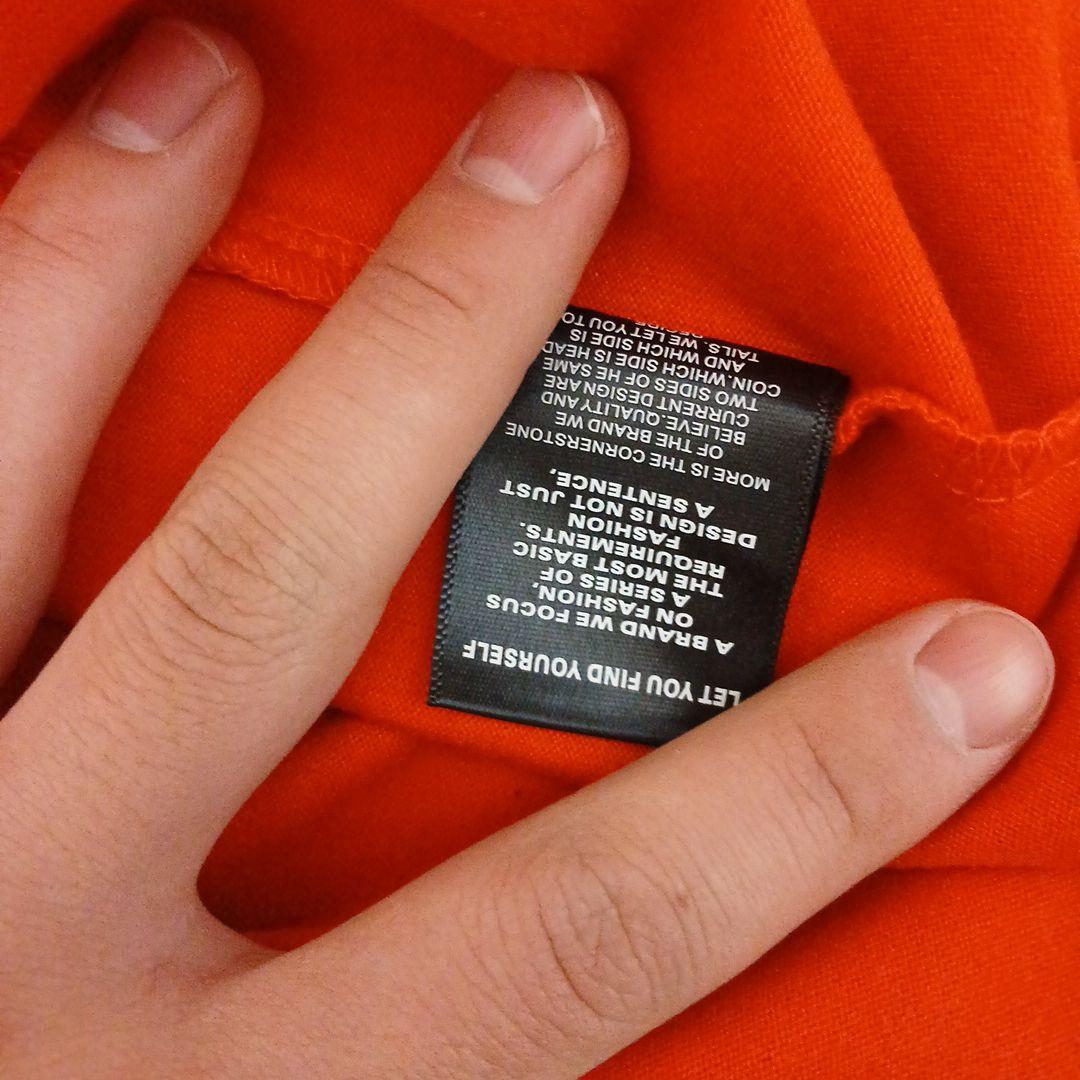 LET YOU FIND YOURSELF
A BRAND WE FOCUS
ON FASHION,
A SERIES OF
THE MOST BASIC
REQUIREMENTS.
FASHION
DESIGN IS NOT JUST
A SENTENCE,
MORE IS THE CORNERSTONE
OF THE BRAND WE
BELIEVE.QUALITY AND
CURRENT DESIGN ARE
TWO SIDES OF HE SAME
COIN.WHICH SIDE IS HEAD
AND WHICH SIDE IS
TAILS. WE LET YOU TO